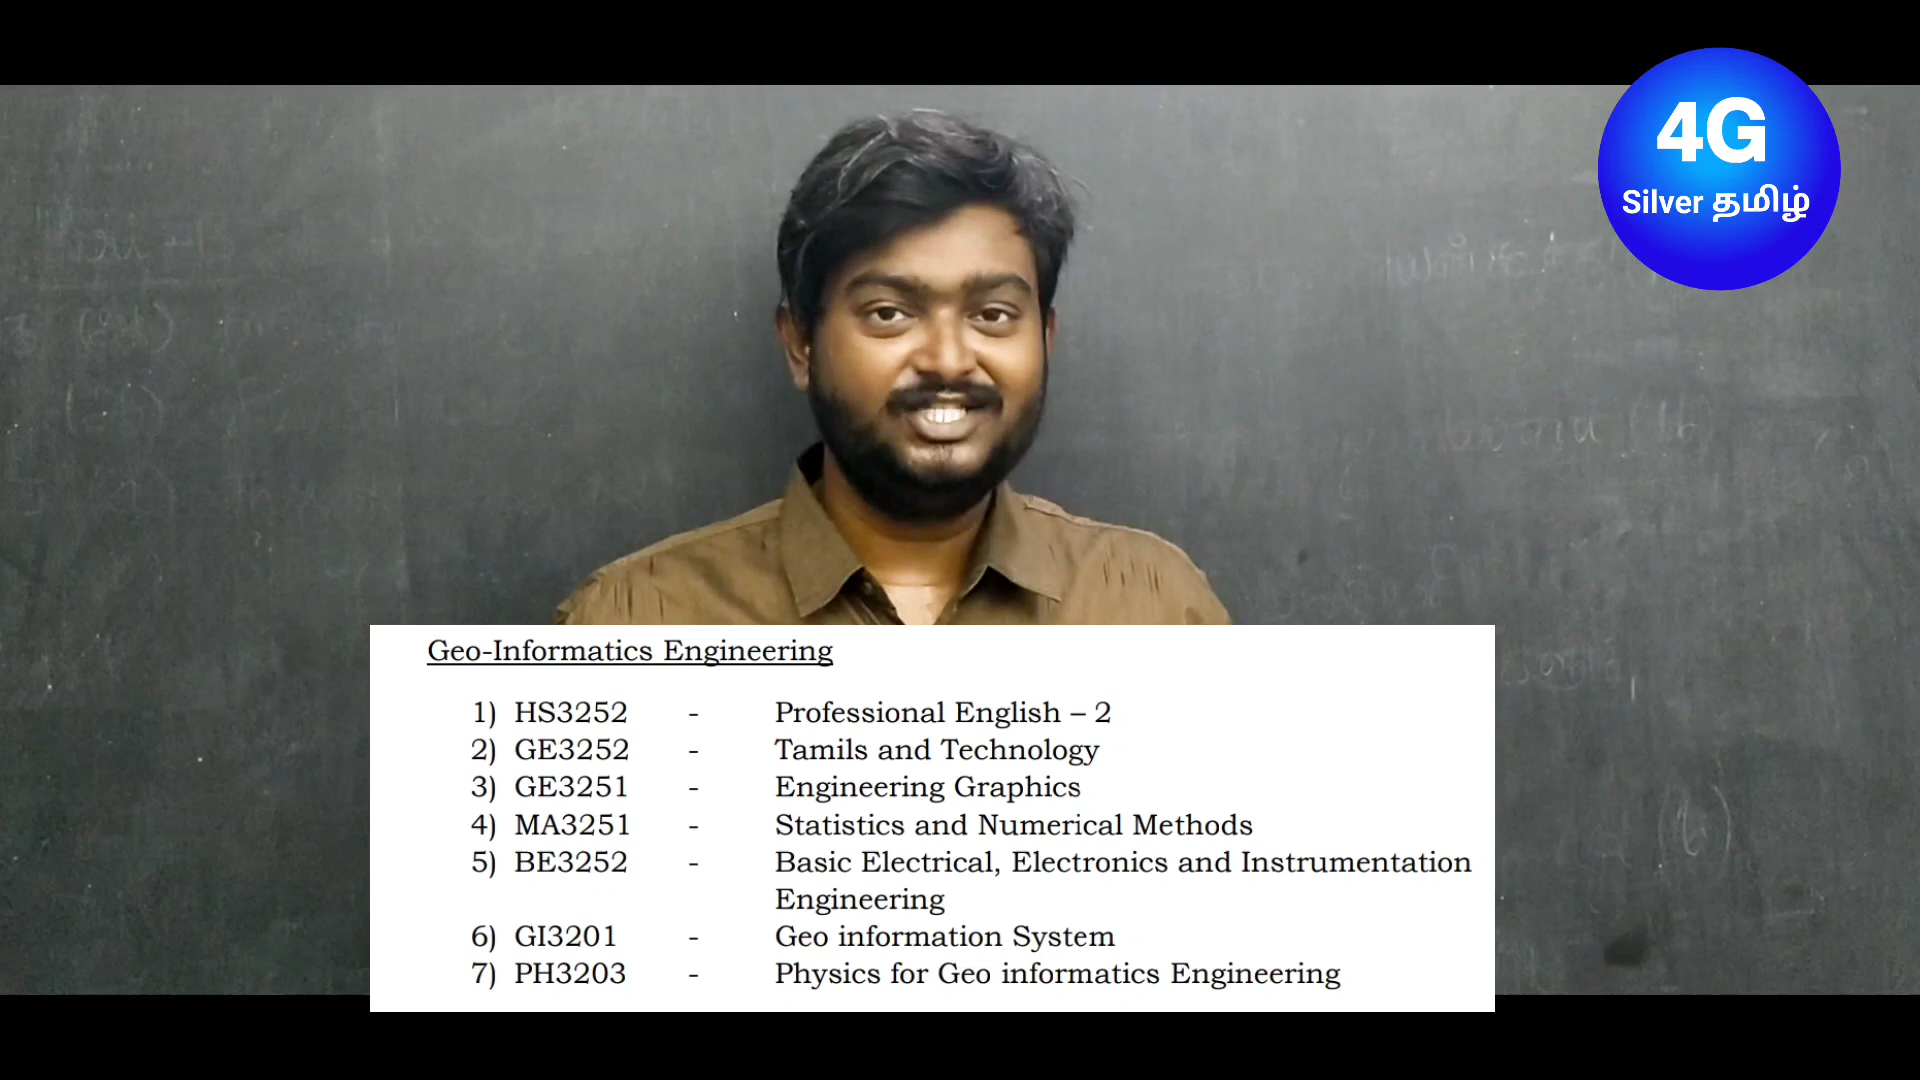 4G
Silver தமிழ்
Geo-Informatics Engineering
1) HS3252 - Professional English – 2
2) GE3252 - Tamils and Technology
3) GE3251 - Engineering Graphics
4) MA3251 - Statistics and Numerical Methods
5) BE3252 - Basic Electrical, Electronics and Instrumentation
Engineering
6) GI3201 - Geo information System
7) PH3203 - Physics for Geo informatics Engineering